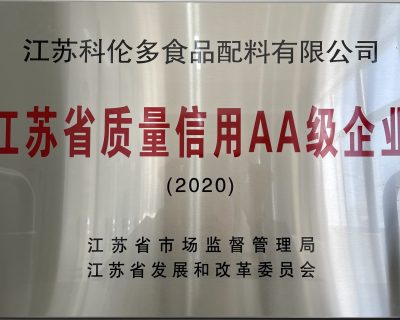 江苏科伦多食品配料有限公司
江苏省质量信用AA级企业
(2020)
江苏省市场监督管理局
江苏省发展和改革委员会